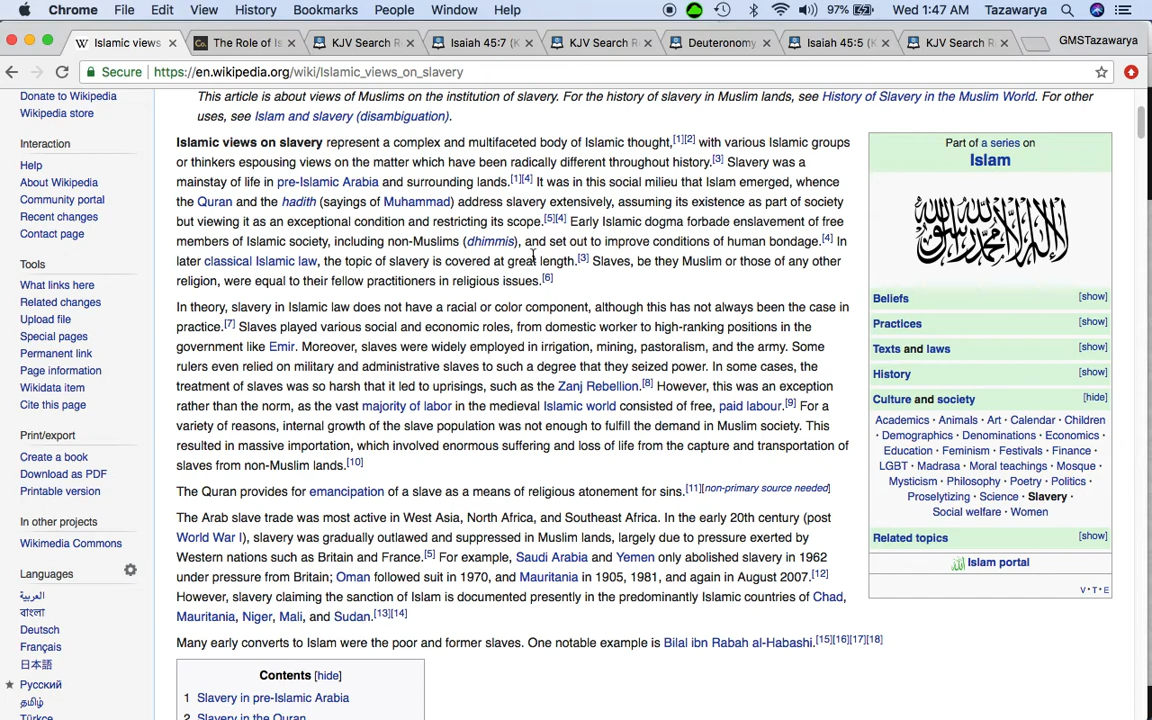 Chrome File Edit View History Bookmarks People Window Help 97% Wed 1:47 AM Tazawarya
Islamic views The Role of Is KJV Search R Isaiah 45:7 (K KJV Search R Deuteronomy Isaiah 45:5 (K KJV Search R GMSTazawarya
Secure https://en.wikipedia.org/wiki/Islamic_views_on_slavery
Donate to Wikipedia
Wikipedia store
Interaction
Help
About Wikipedia
Community portal
Recent changes
Contact page
Tools
What links here
Related changes
Upload file
Special pages
Permanent link
Page information
Wikidata item
Cite this page
Print/export
Create a book
Download as PDF
Printable version
In other projects
Wikimedia Commons
Languages
العربية
বাংলা
Deutsch
Français
日本語
Русский
தமிழ்
Türkçe
This article is about views of Muslims on the institution of slavery. For the history of slavery in Muslim lands, see History of Slavery in the Muslim World. For other
uses, see Islam and slavery (disambiguation).
Islamic views on slavery represent a complex and multifaceted body of Islamic thought,[1][2] with various Islamic groups
or thinkers espousing views on the matter which have been radically different throughout history.[3] Slavery was a
mainstay of life in pre-Islamic Arabia and surrounding lands.[1][4] It was in this social milieu that Islam emerged, whence
the Quran and the hadith (sayings of Muhammad) address slavery extensively, assuming its existence as part of society
but viewing it as an exceptional condition and restricting its scope.[5][4] Early Islamic dogma forbade enslavement of free
members of Islamic society, including non-Muslims (dhimmis), and set out to improve conditions of human bondage.[4] In
later classical Islamic law, the topic of slavery is covered at great length.[3] Slaves, be they Muslim or those of any other
religion, were equal to their fellow practitioners in religious issues.[6]
In theory, slavery in Islamic law does not have a racial or color component, although this has not always been the case in
practice.[7] Slaves played various social and economic roles, from domestic worker to high-ranking positions in the
government like Emir. Moreover, slaves were widely employed in irrigation, mining, pastoralism, and the army. Some
rulers even relied on military and administrative slaves to such a degree that they seized power. In some cases, the
treatment of slaves was so harsh that it led to uprisings, such as the Zanj Rebellion.[8] However, this was an exception
rather than the norm, as the vast majority of labor in the medieval Islamic world consisted of free, paid labour.[9] For a
variety of reasons, internal growth of the slave population was not enough to fulfill the demand in Muslim society. This
resulted in massive importation, which involved enormous suffering and loss of life from the capture and transportation of
slaves from non-Muslim lands.[10]
The Quran provides for emancipation of a slave as a means of religious atonement for sins.[11][non-primary source needed]
The Arab slave trade was most active in West Asia, North Africa, and Southeast Africa. In the early 20th century (post
World War I), slavery was gradually outlawed and suppressed in Muslim lands, largely due to pressure exerted by
Western nations such as Britain and France.[5] For example, Saudi Arabia and Yemen only abolished slavery in 1962
under pressure from Britain; Oman followed suit in 1970, and Mauritania in 1905, 1981, and again in August 2007.[12]
However, slavery claiming the sanction of Islam is documented presently in the predominantly Islamic countries of Chad,
Mauritania, Niger, Mali, and Sudan.[13][14]
Many early converts to Islam were the poor and former slaves. One notable example is Bilal ibn Rabah al-Habashi.[15][16][17][18]
Contents [hide]
1 Slavery in pre-Islamic Arabia
2 Slavery in the Quran
Part of a series on
Islam
لا إله إلا الله محمد رسول الله
Beliefs [show]
Practices [show]
Texts and laws [show]
History [show]
Culture and society [hide]
Academics · Animals · Art · Calendar · Children
· Demographics · Denominations · Economics ·
Education · Feminism · Festivals · Finance ·
LGBT · Madrasa · Moral teachings · Mosque ·
Mysticism · Philosophy · Poetry · Politics ·
Proselytizing · Science · Slavery ·
Social welfare · Women
Related topics [show]
Islam portal
V · T · E